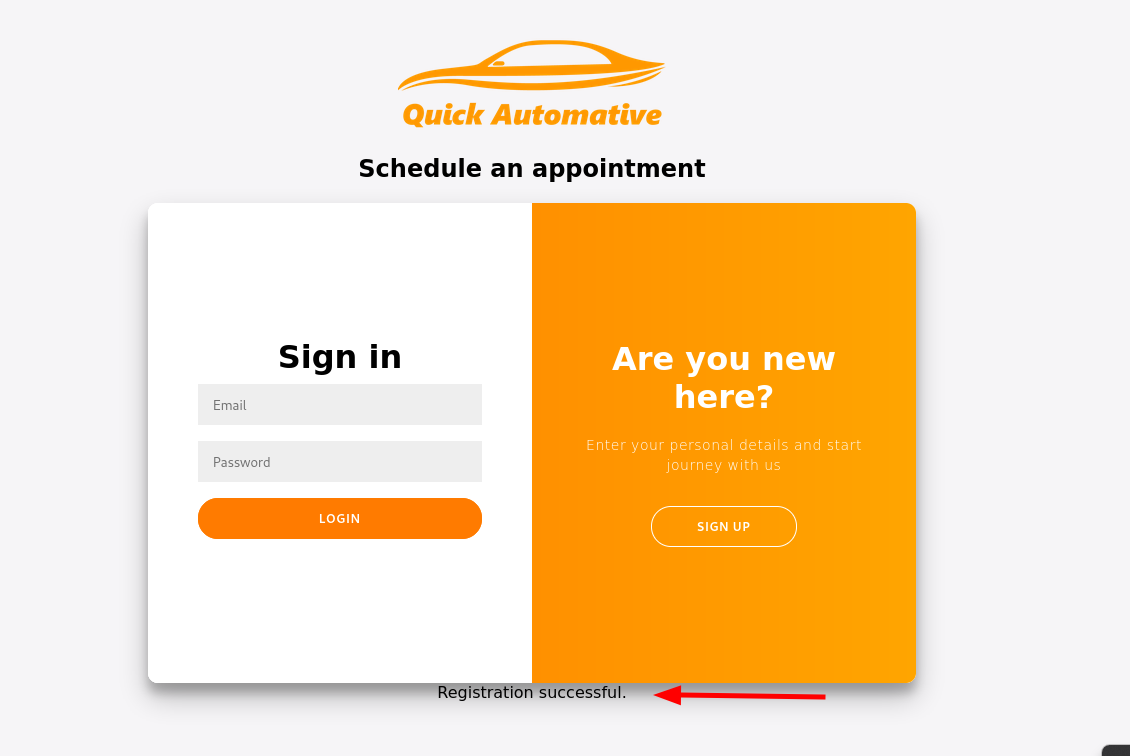 Quick Automative
Schedule an appointment
Sign in
Email
Password
LOGIN
Are you new
here?
Enter your personal details and start
journey with us
SIGN UP
Registration successful.